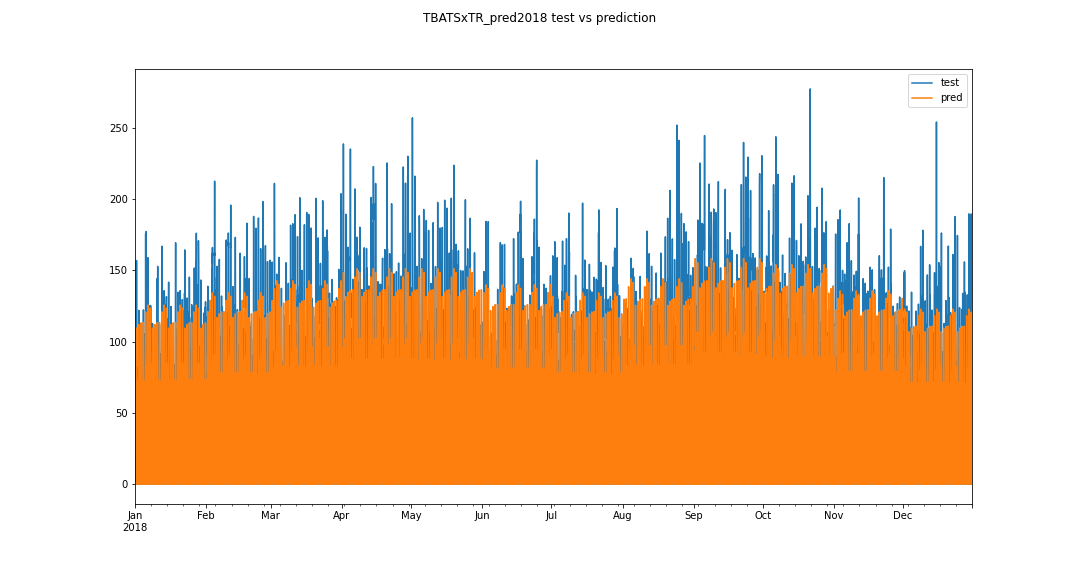 TBATSxTR_pred2018 test vs prediction
test
pred
250
200
150
100
50
0
Jan Feb Mar Apr May Jun Jul Aug Sep Oct Nov Dec
2018